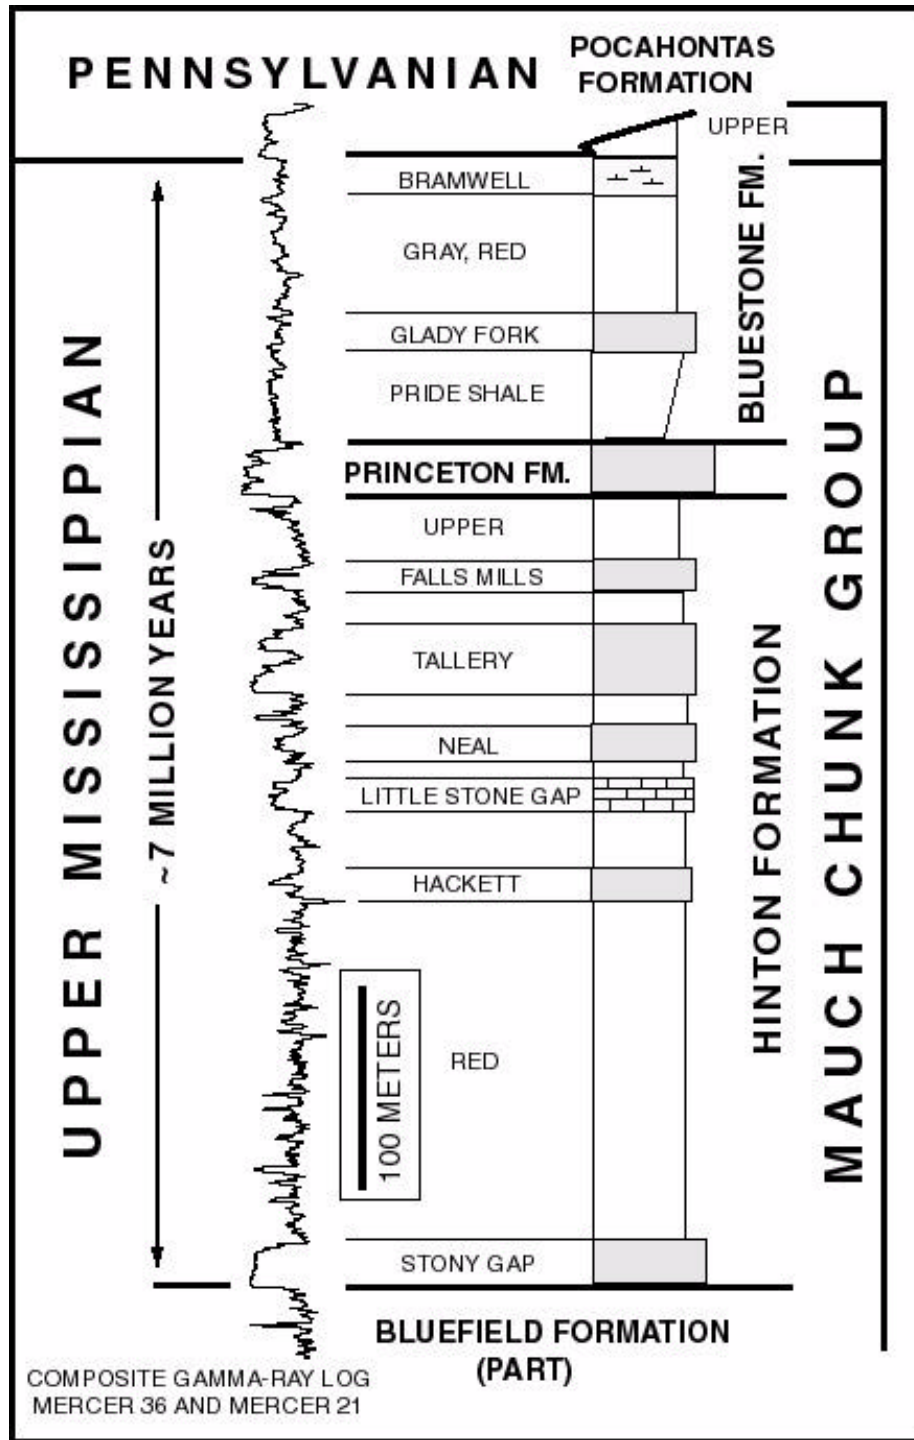 PENNSYLVANIAN
POCAHONTAS
FORMATION
UPPER
BRAMWELL
GRAY, RED
GLADY FORK
PRIDE SHALE
BLUESTONE FM.
PRINCETON FM.
UPPER
FALLS MILLS
TALLERY
NEAL
LITTLE STONE GAP
HACKETT
RED
STONY GAP
HINTON FORMATION
MAUCH CHUNK GROUP
UPPER MISSISSIPPIAN
~7 MILLION YEARS
100 METERS
BLUEFIELD FORMATION
(PART)
COMPOSITE GAMMA-RAY LOG
MERCER 36 AND MERCER 21